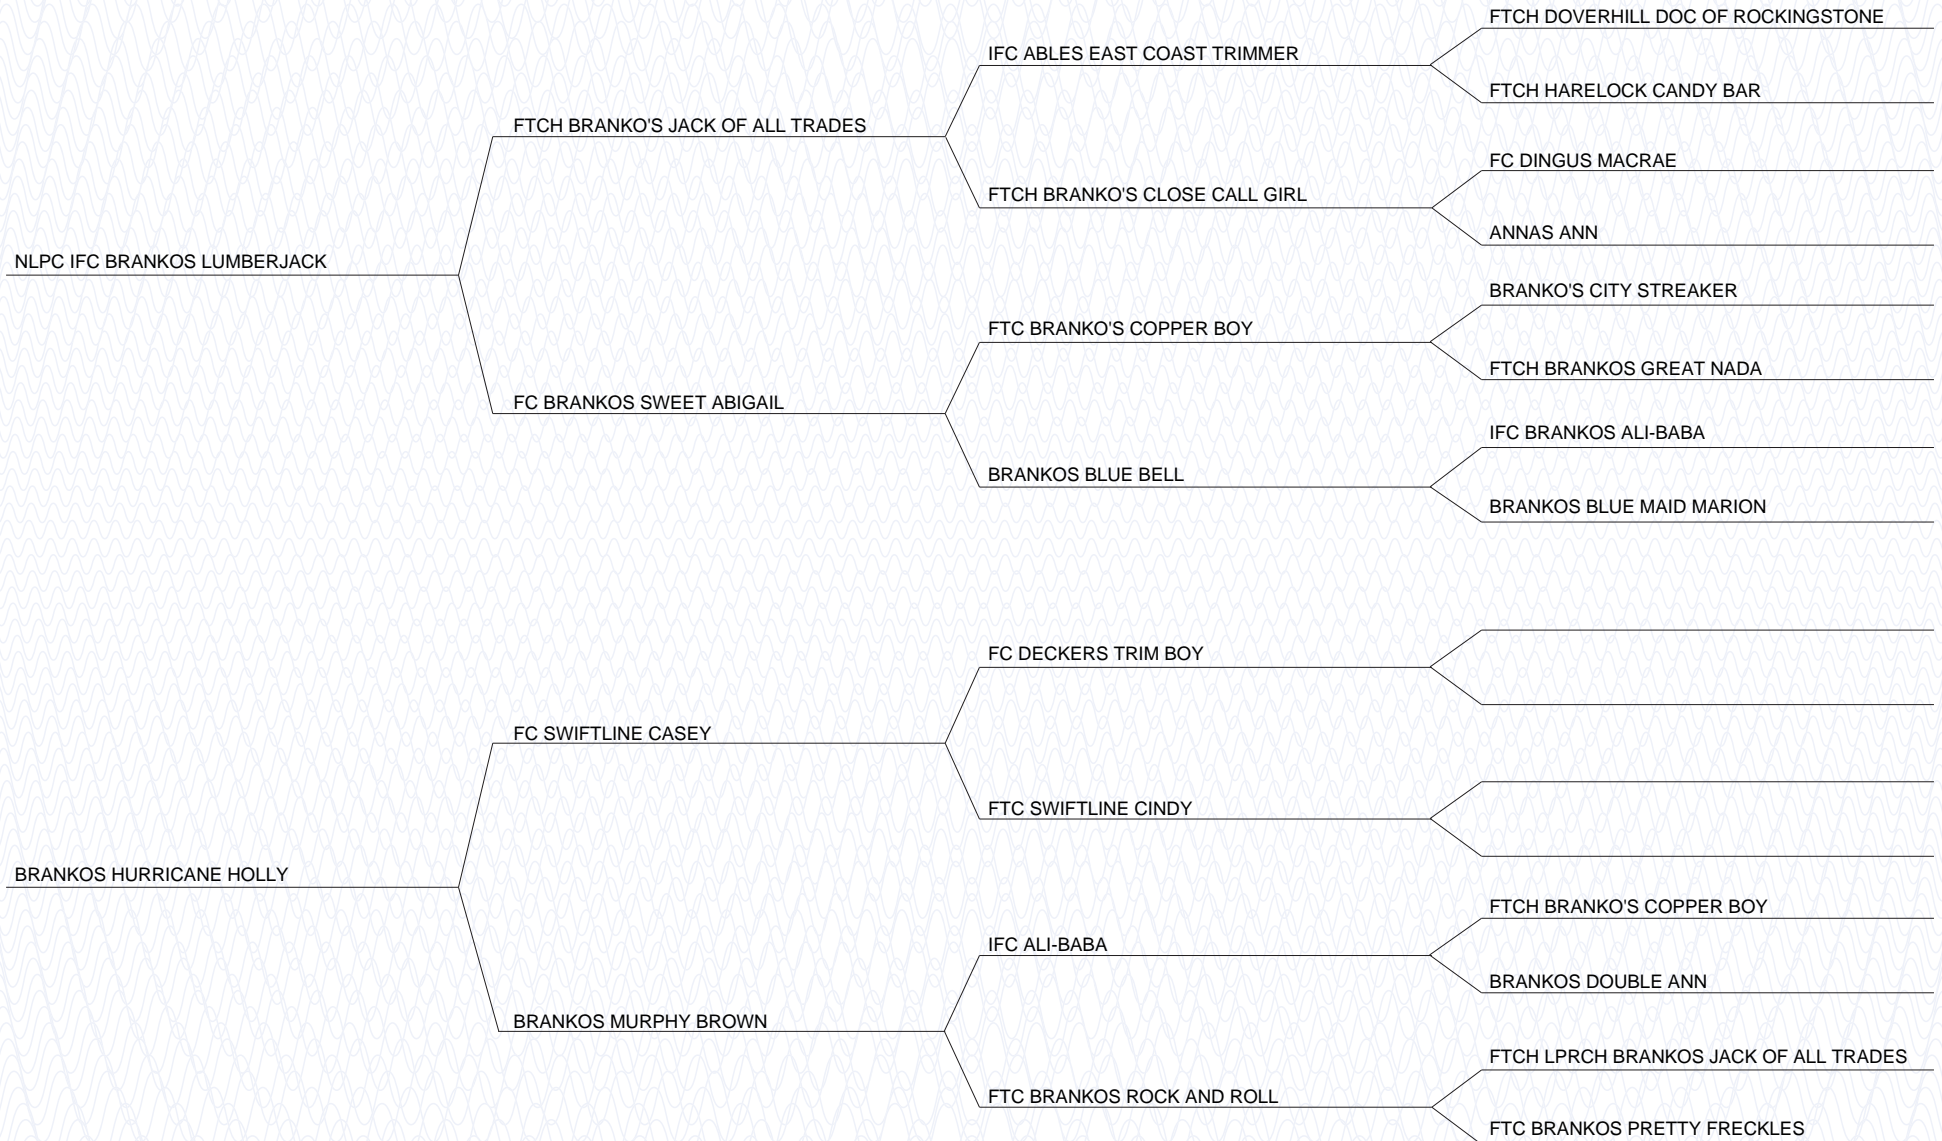 FTCH DOVERHILL DOC OF ROCKINGSTONE
IFC ABLES EAST COAST TRIMMER
FTCH HARELOCK CANDY BAR
FTCH BRANKO'S JACK OF ALL TRADES
FC DINGUS MACRAE
FTCH BRANKO'S CLOSE CALL GIRL
ANNAS ANN
NLPC IFC BRANKOS LUMBERJACK
BRANKO'S CITY STREAKER
FTC BRANKO'S COPPER BOY
FTCH BRANKOS GREAT NADA
FC BRANKOS SWEET ABIGAIL
IFC BRANKOS ALI-BABA
BRANKOS BLUE BELL
BRANKOS BLUE MAID MARION
FC DECKERS TRIM BOY
FC SWIFTLINE CASEY
FTC SWIFTLINE CINDY
BRANKOS HURRICANE HOLLY
FTCH BRANKO'S COPPER BOY
IFC ALI-BABA
BRANKOS DOUBLE ANN
BRANKOS MURPHY BROWN
FTCH LPRCH BRANKOS JACK OF ALL TRADES
FTC BRANKOS ROCK AND ROLL
FTC BRANKOS PRETTY FRECKLES